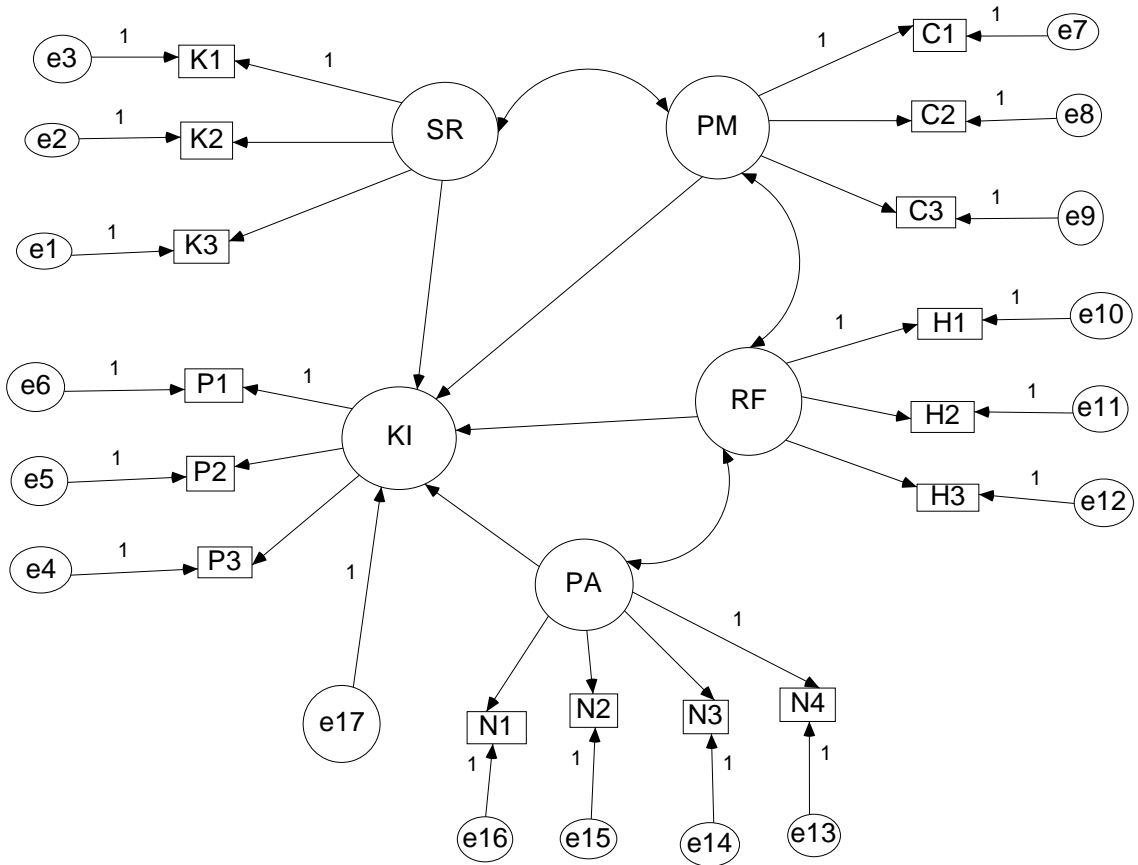 e3 1 K1 1
e2 1 K2
e1 1 K3
SR
PM
1 C1 1 e7
C2 1 e8
C3 1 e9
1 H1 1 e10
RF
H2 1 e11
H3 1 e12
e6 1 P1 1
KI
e5 1 P2
e4 1 P3
1
e17
PA
1
N1 N2 N3 N4
1 1 1 1
e16 e15 e14 e13